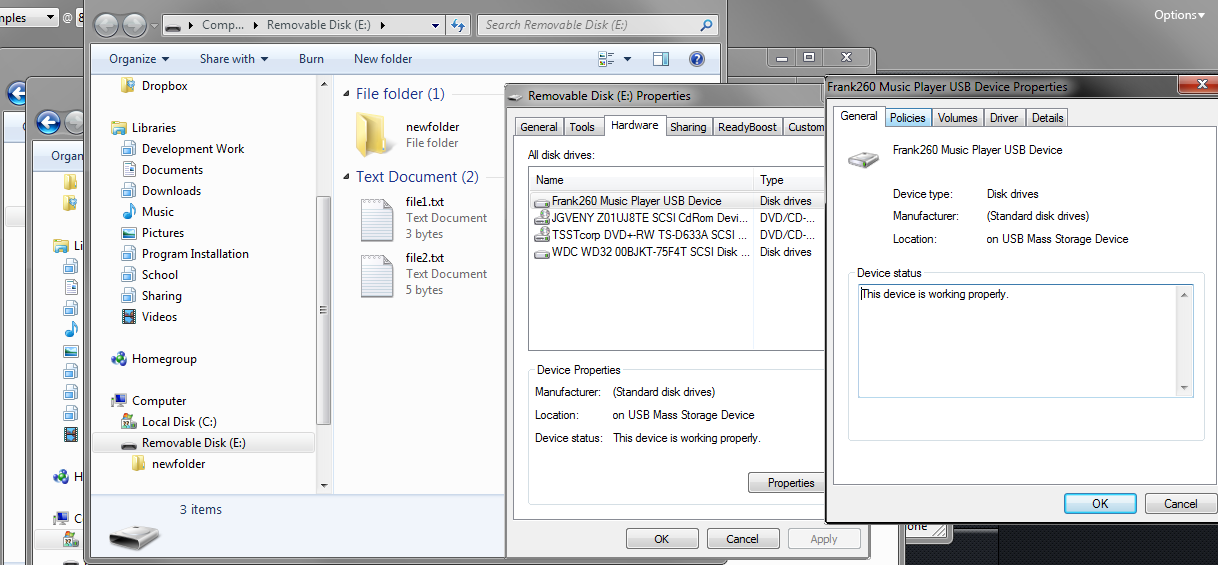 nples
@ 8
Options
Comp...
Removable Disk (E:)
Search Removable Disk (E:)
Organize
Share with
Burn
New folder
Dropbox
Libraries
Development Work
Documents
Downloads
Music
Pictures
Program Installation
School
Sharing
Videos
Homegroup
Computer
Local Disk (C:)
Removable Disk (E:)
newfolder
3 items
File folder (1)
newfolder
File folder
Text Document (2)
file1.txt
Text Document
3 bytes
file2.txt
Text Document
5 bytes
Organ
Li
H
C
Removable Disk (E:) Properties
General Tools Hardware Sharing ReadyBoost Custom
All disk drives:
Name Type
Frank260 Music Player USB Device Disk drives
JGVENY Z01UJ8TE SCSI CdRom Devi... DVD/CD-...
TSSTcorp DVD+-RW TS-D633A SCSI ... DVD/CD-...
WDC WD32 00BJKT-75F4T SCSI Disk ... Disk drives
Device Properties
Manufacturer: (Standard disk drives)
Location: on USB Mass Storage Device
Device status: This device is working properly.
Properties
OK Cancel Apply
Frank260 Music Player USB Device Properties
General Policies Volumes Driver Details
Frank260 Music Player USB Device
Device type: Disk drives
Manufacturer: (Standard disk drives)
Location: on USB Mass Storage Device
Device status
This device is working properly.
OK Cancel
one